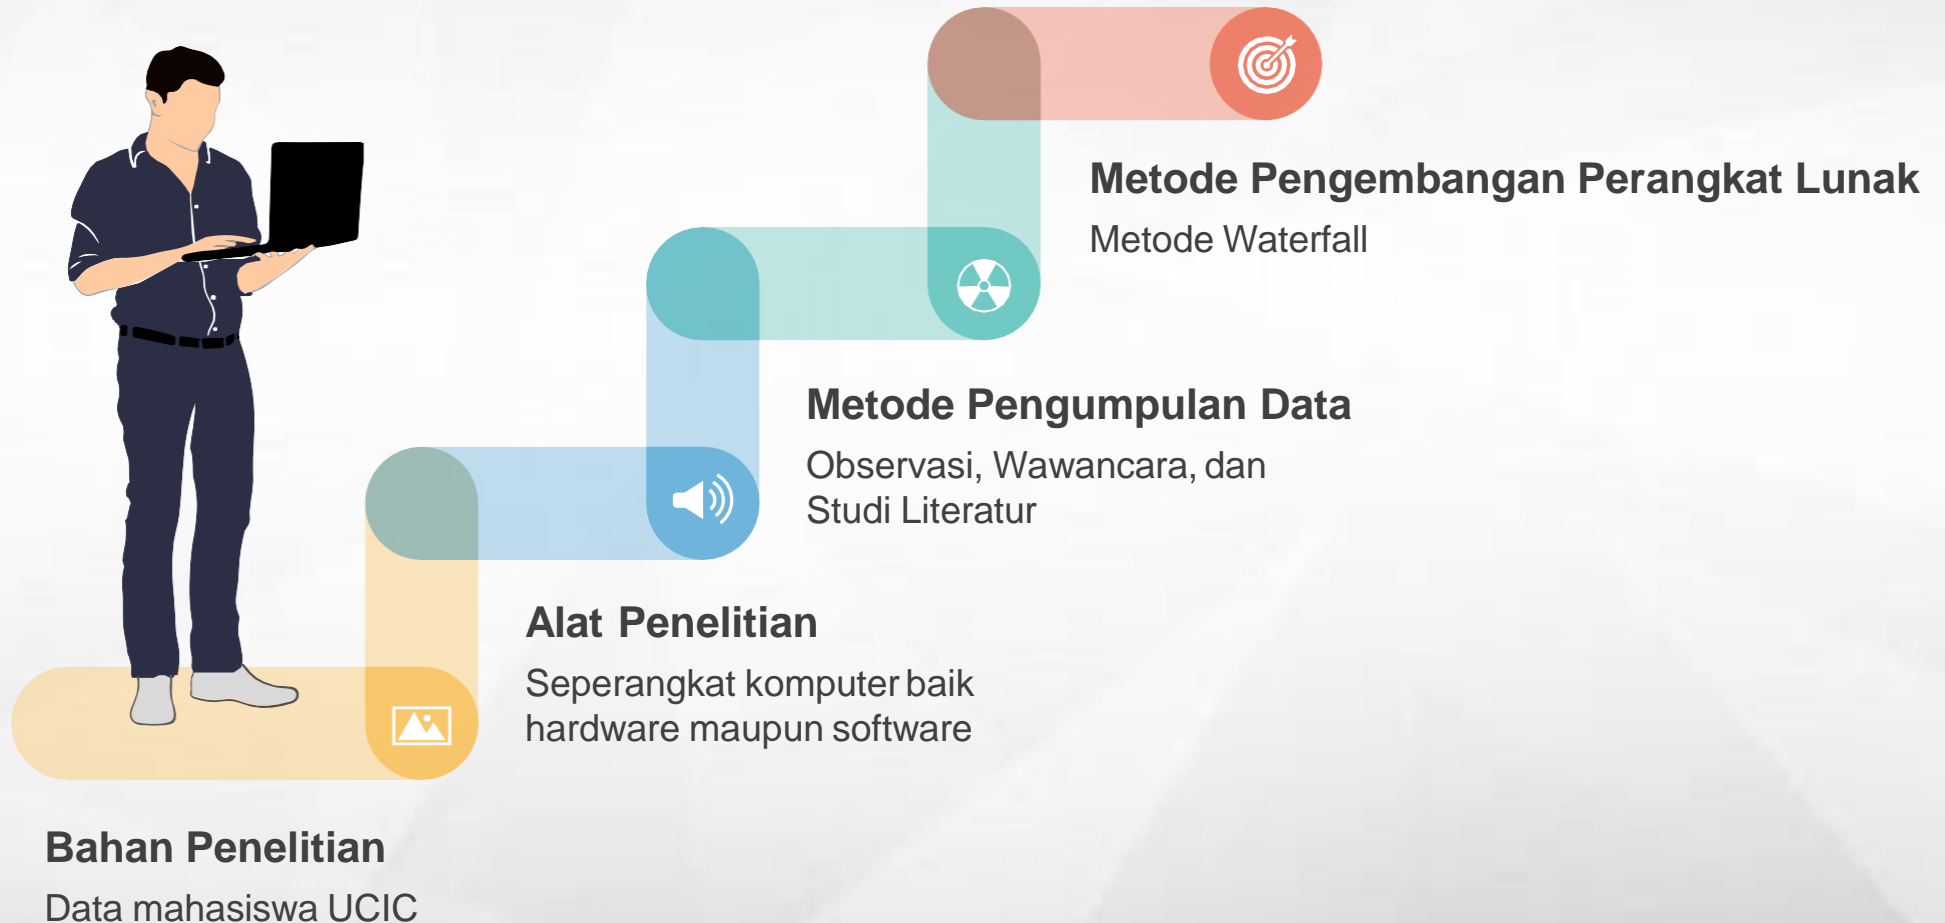 Metode Pengembangan Perangkat Lunak
Metode Waterfall
Metode Pengumpulan Data
Observasi, Wawancara, dan
Studi Literatur
Alat Penelitian
Seperangkat komputer baik
hardware maupun software
Bahan Penelitian
Data mahasiswa UCIC